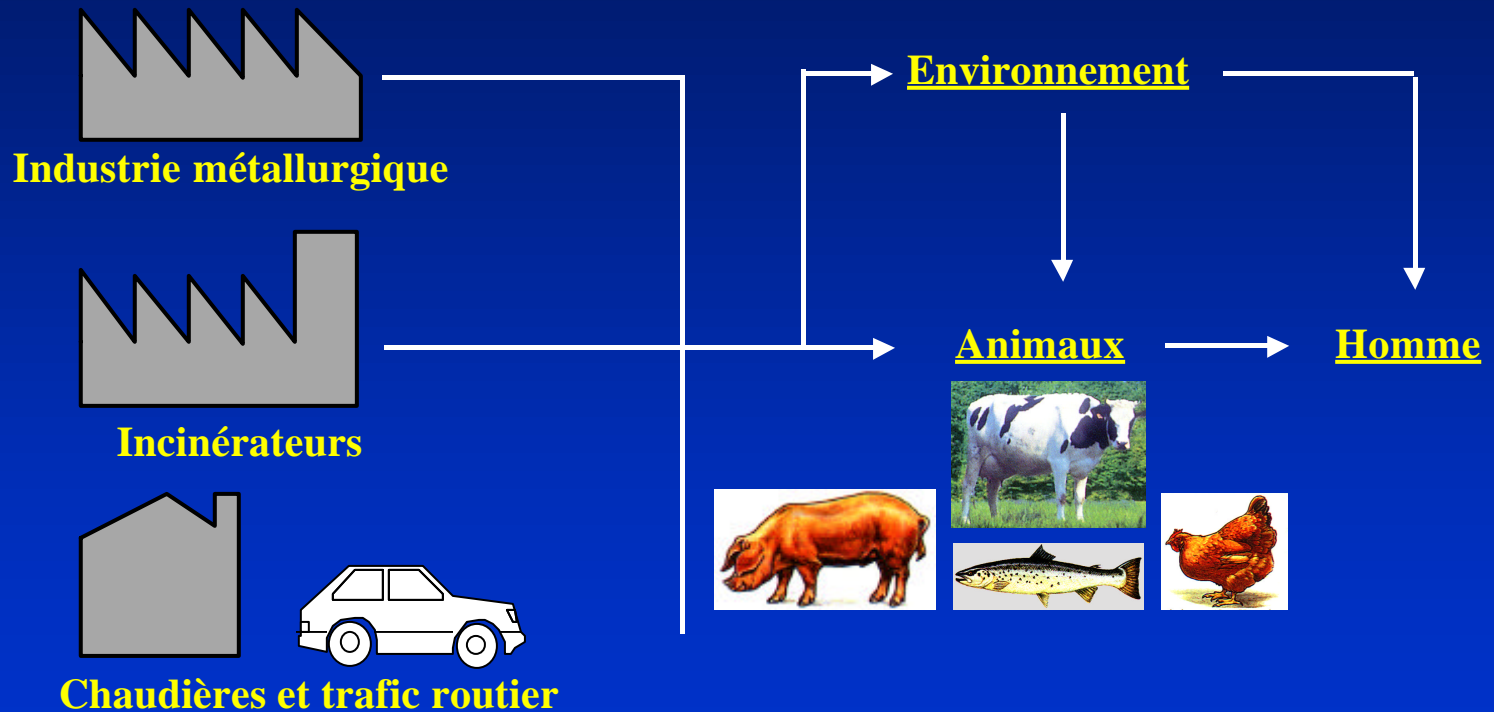 Industrie métallurgique
Incinérateurs
Chaudières et trafic routier
Environnement
Animaux
Homme